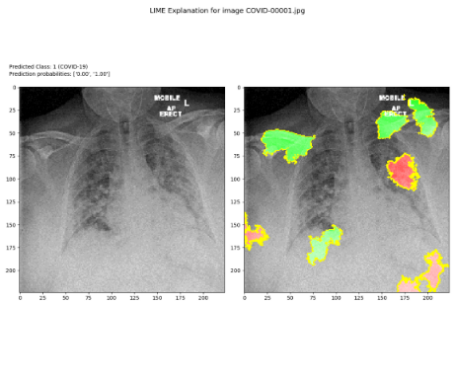 LIME Explanation for image COVID-00001.jpg
Predicted Class: 1 (COVID-19)
Prediction probabilities: ['0.00', '1.00']
MOBILE L
AP
ERECT
MOBILE L
AP
ERECT
0
25
50
75
100
125
150
175
200
0 25 50 75 100 125 150 175 200
0
25
50
75
100
125
150
175
200
0 25 50 75 100 125 150 175 200